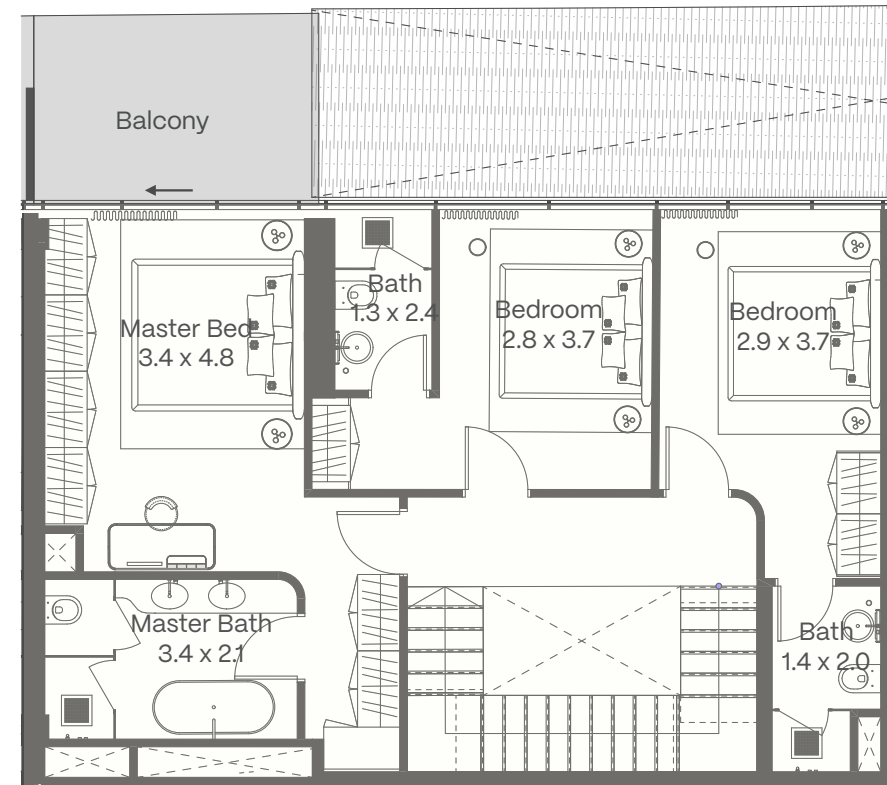 Balcony
Master Bed
3.4 x 4.8
Bath
1.3 x 2.4
Bedroom
2.8 x 3.7
Bedroom
2.9 x 3.7
Master Bath
3.4 x 2.1
Bath
1.4 x 2.0